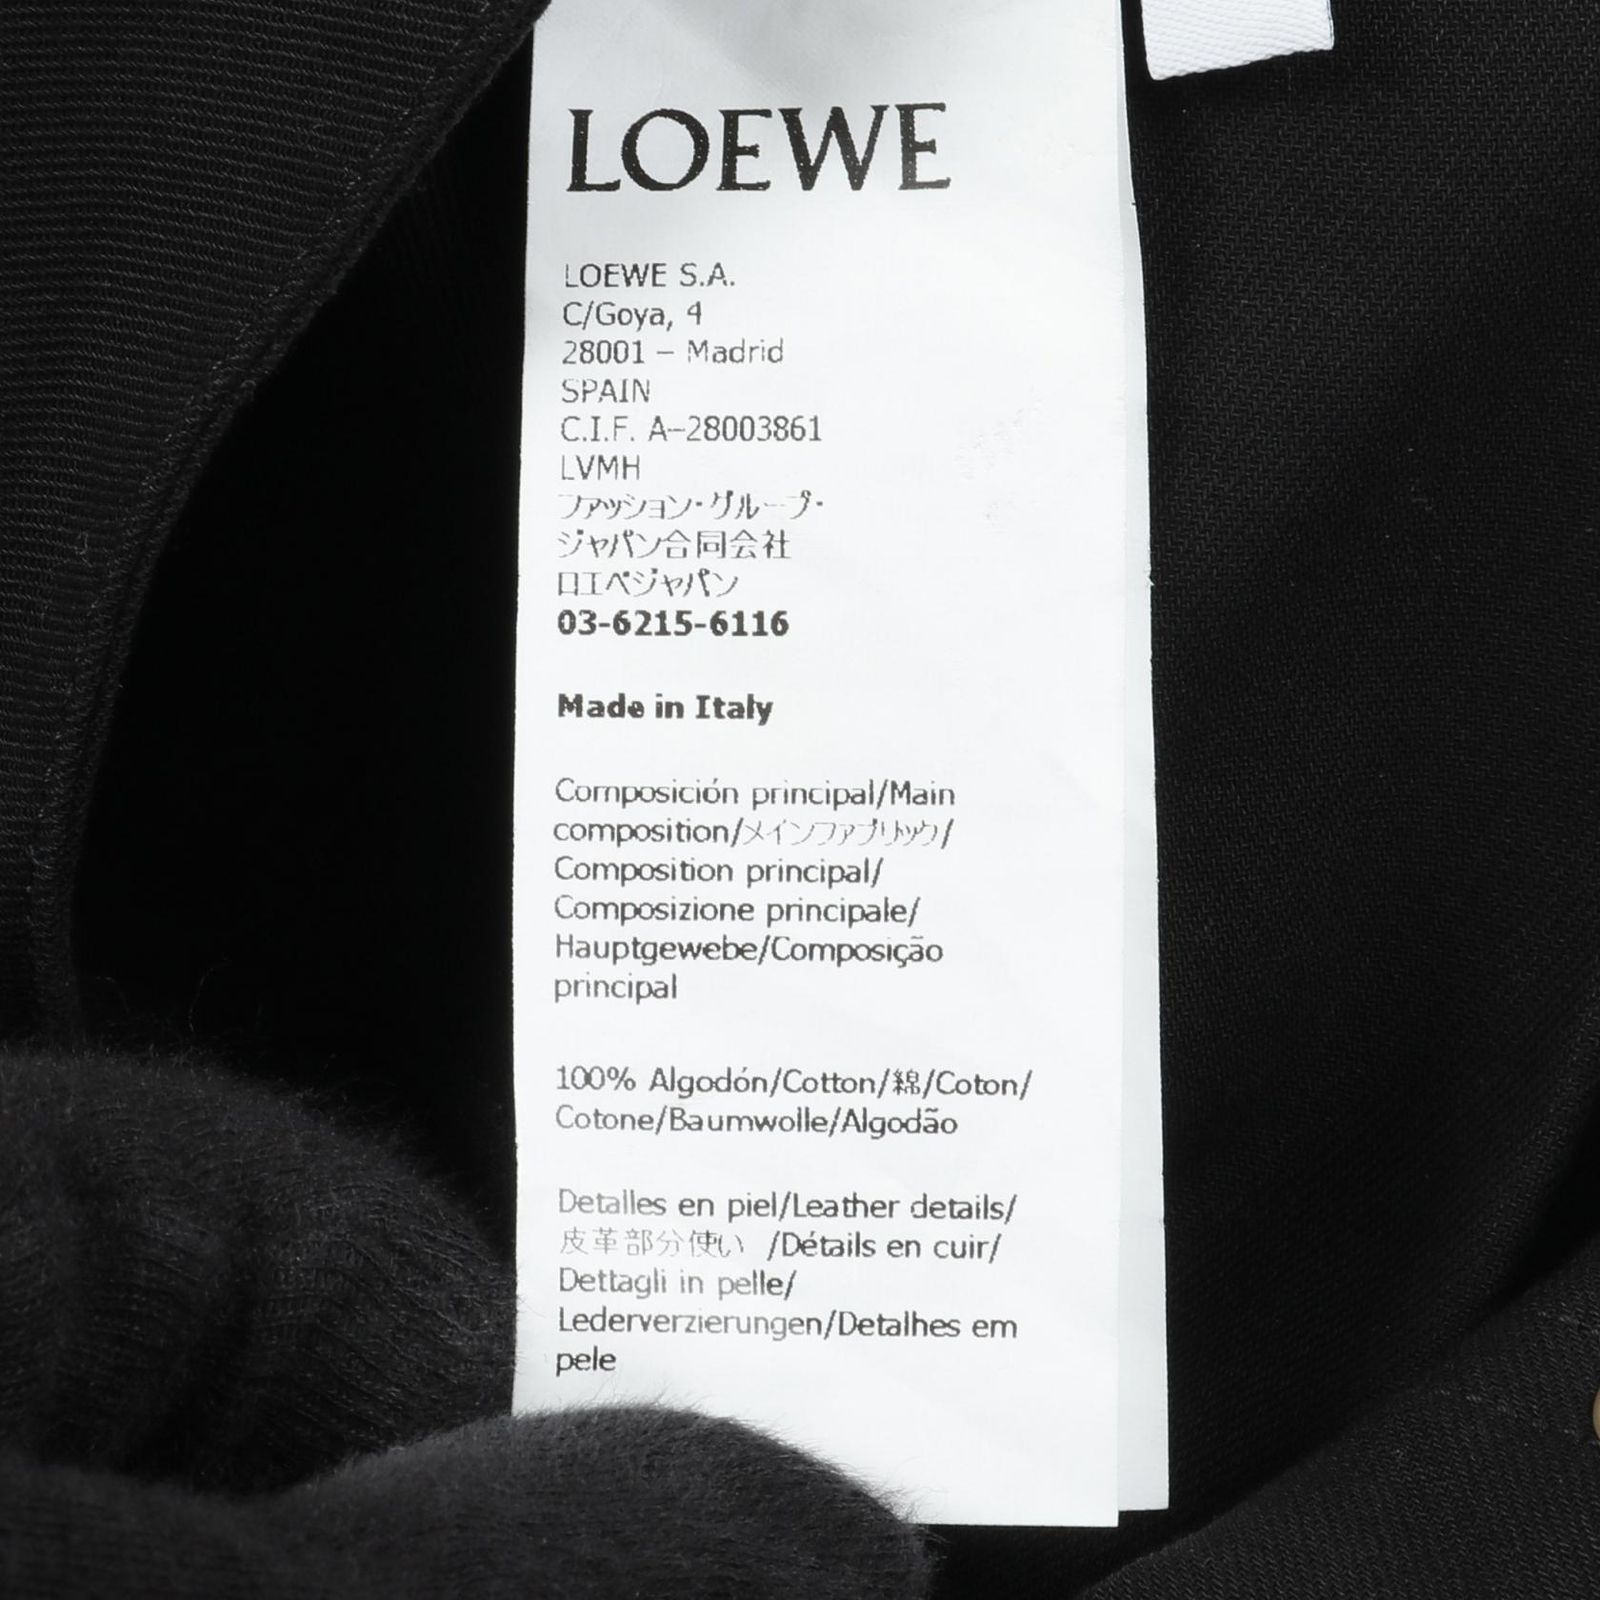 LOEWE
LOEWE S.A.
C/Goya, 4
28001 – Madrid
SPAIN
C.I.F. A–28003861
LVMH
ファッション・グループ・
ジャパン合同会社
ロエベジャパン
03-6215-6116
Made in Italy
Composición principal/Main
composition/メインファブリック/
Composition principal/
Composizione principale/
Hauptgewebe/Composição
principal
100% Algodón/Cotton/綿/Coton/
Cotone/Baumwolle/Algodão
Detalles en piel/Leather details/
皮革部分使い /Détails en cuir/
Dettagli in pelle/
Lederverzierungen/Detalhes em
pele